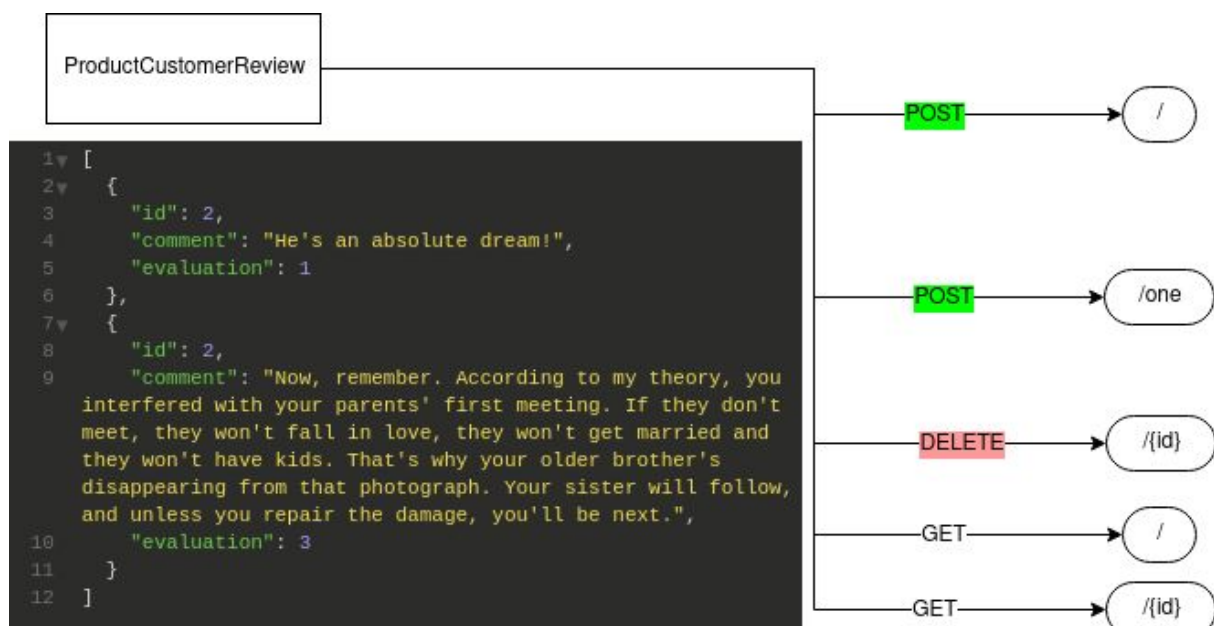 ProductCustomerReview
POST
/
1 [
2 {
3 "id": 2,
4 "comment": "He's an absolute dream!",
5 "evaluation": 1
6 },
7 {
8 "id": 2,
9 "comment": "Now, remember. According to my theory, you
interfered with your parents' first meeting. If they don't
meet, they won't fall in love, they won't get married and
they won't have kids. That's why your older brother's
disappearing from that photograph. Your sister will follow,
and unless you repair the damage, you'll be next.",
10 "evaluation": 3
11 }
12 ]
POST
/one
DELETE
/{id}
GET
/
GET
/{id}